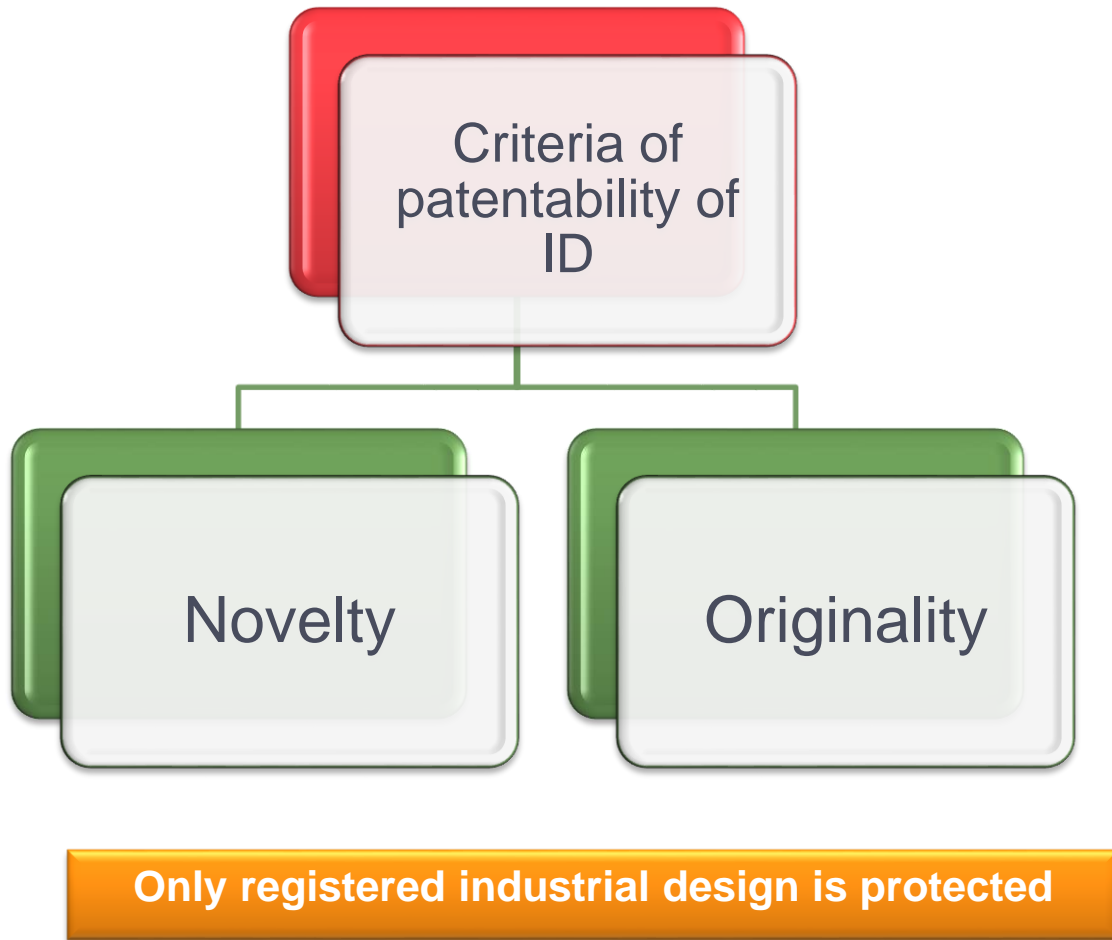 Criteria of
patentability of
ID
Novelty
Originality
Only registered industrial design is protected